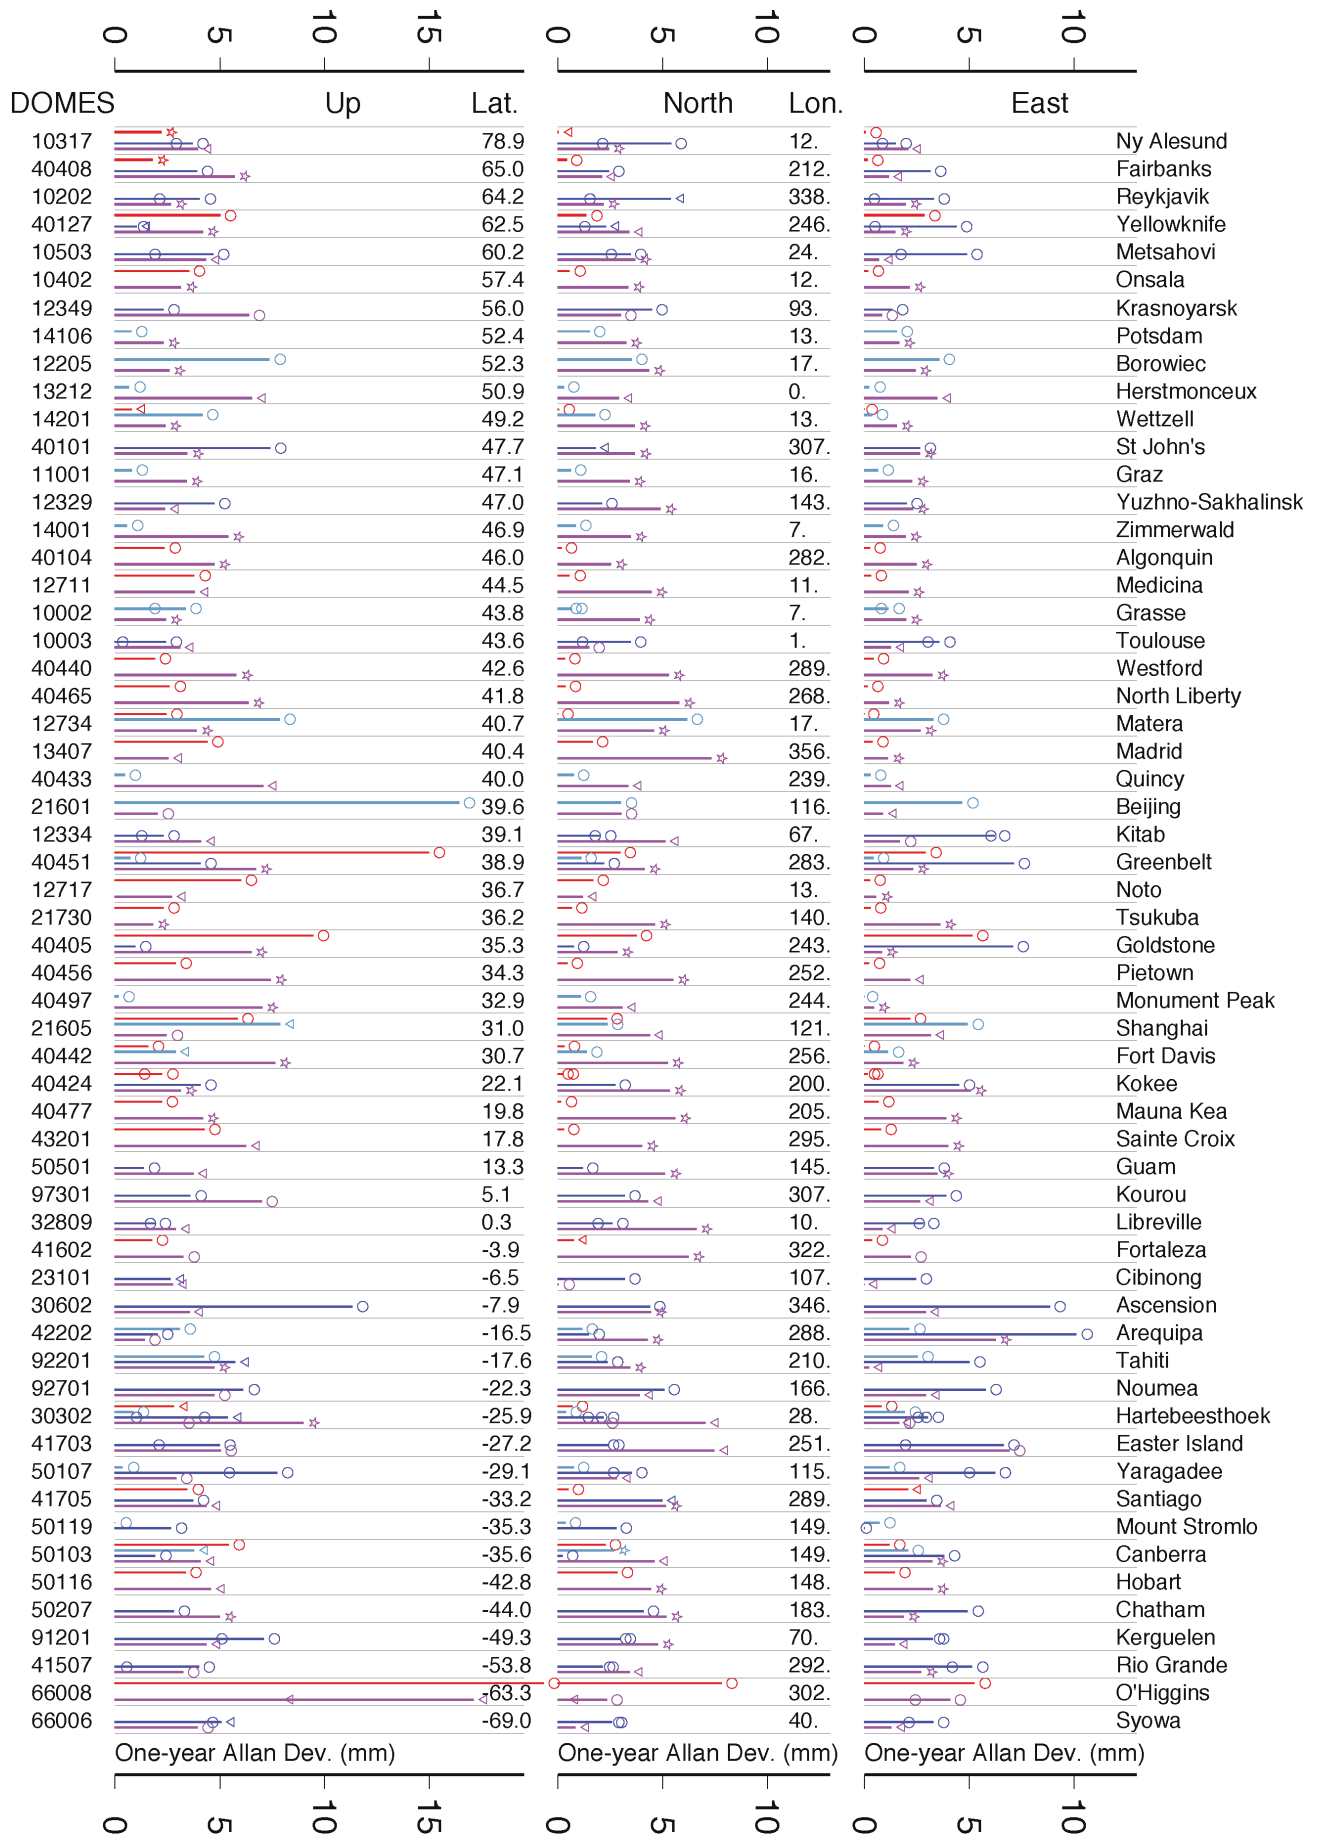 0 5 10 15 0 5 10 0 5 10
DOMES Up Lat. North Lon. East
10317 78.9 12. Ny Alesund
40408 65.0 212. Fairbanks
10202 64.2 338. Reykjavik
40127 62.5 246. Yellowknife
10503 60.2 24. Metsahovi
10402 57.4 12. Onsala
12349 56.0 93. Krasnoyarsk
14106 52.4 13. Potsdam
12205 52.3 17. Borowiec
13212 50.9 0. Herstmonceux
14201 49.2 13. Wettzell
40101 47.7 307. St John's
11001 47.1 16. Graz
12329 47.0 143. Yuzhno-Sakhalinsk
14001 46.9 7. Zimmerwald
40104 46.0 282. Algonquin
12711 44.5 11. Medicina
10002 43.8 7. Grasse
10003 43.6 1. Toulouse
40440 42.6 289. Westford
40465 41.8 268. North Liberty
12734 40.7 17. Matera
13407 40.4 356. Madrid
40433 40.0 239. Quincy
21601 39.6 116. Beijing
12334 39.1 67. Kitab
40451 38.9 283. Greenbelt
12717 36.7 13. Noto
21730 36.2 140. Tsukuba
40405 35.3 243. Goldstone
40456 34.3 252. Pietown
40497 32.9 244. Monument Peak
21605 31.0 121. Shanghai
40442 30.7 256. Fort Davis
40424 22.1 200. Kokee
40477 19.8 205. Mauna Kea
43201 17.8 295. Sainte Croix
50501 13.3 145. Guam
97301 5.1 307. Kourou
32809 0.3 10. Libreville
41602 -3.9 322. Fortaleza
23101 -6.5 107. Cibinong
30602 -7.9 346. Ascension
42202 -16.5 288. Arequipa
92201 -17.6 210. Tahiti
92701 -22.3 166. Noumea
30302 -25.9 28. Hartebeesthoek
41703 -27.2 251. Easter Island
50107 -29.1 115. Yaragadee
41705 -33.2 289. Santiago
50119 -35.3 149. Mount Stromlo
50103 -35.6 149. Canberra
50116 -42.8 148. Hobart
50207 -44.0 183. Chatham
91201 -49.3 70. Kerguelen
41507 -53.8 292. Rio Grande
66008 -63.3 302. O'Higgins
66006 -69.0 40. Syowa
One-year Allan Dev. (mm) One-year Allan Dev. (mm) One-year Allan Dev. (mm)
0 5 10 15 0 5 10 0 5 10